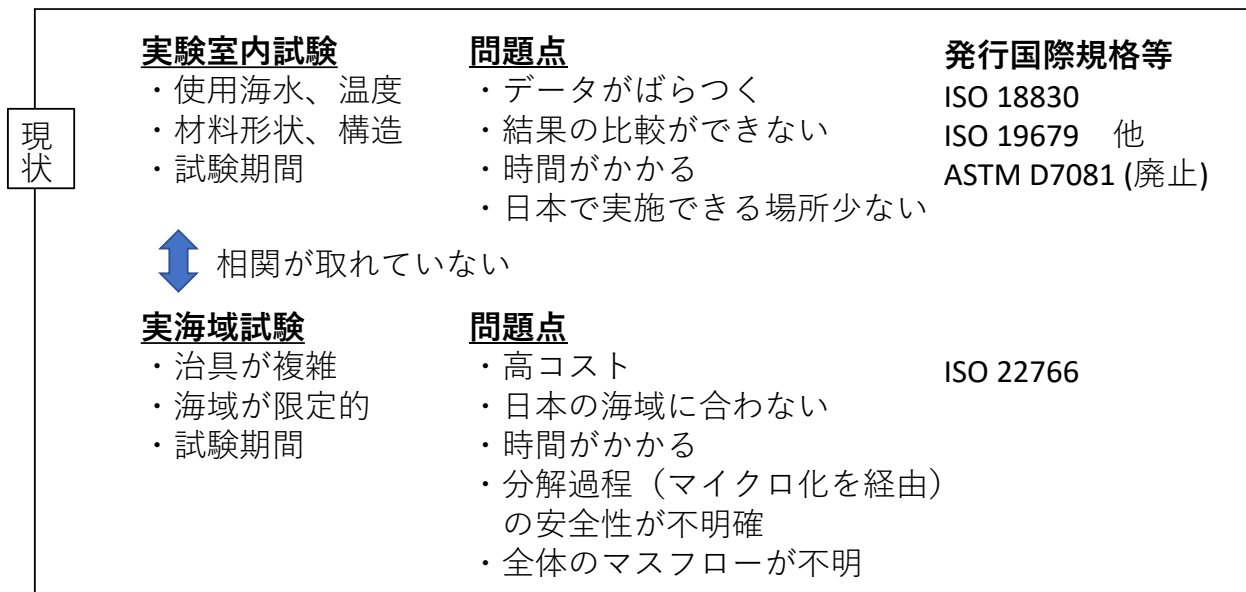 現状
実験室内試験
・使用海水、温度
・材料形状、構造
・試験期間
問題点
・データがばらつく
・結果の比較ができない
・時間がかかる
・日本で実施できる場所少ない
発行国際規格等
ISO 18830
ISO 19679 他
ASTM D7081 (廃止)
相関が取れていない
実海域試験
・治具が複雑
・海域が限定的
・試験期間
問題点
・高コスト
・日本の海域に合わない
・時間がかかる
・分解過程（マイクロ化を経由）
の安全性が不明確
・全体のマスフローが不明
ISO 22766